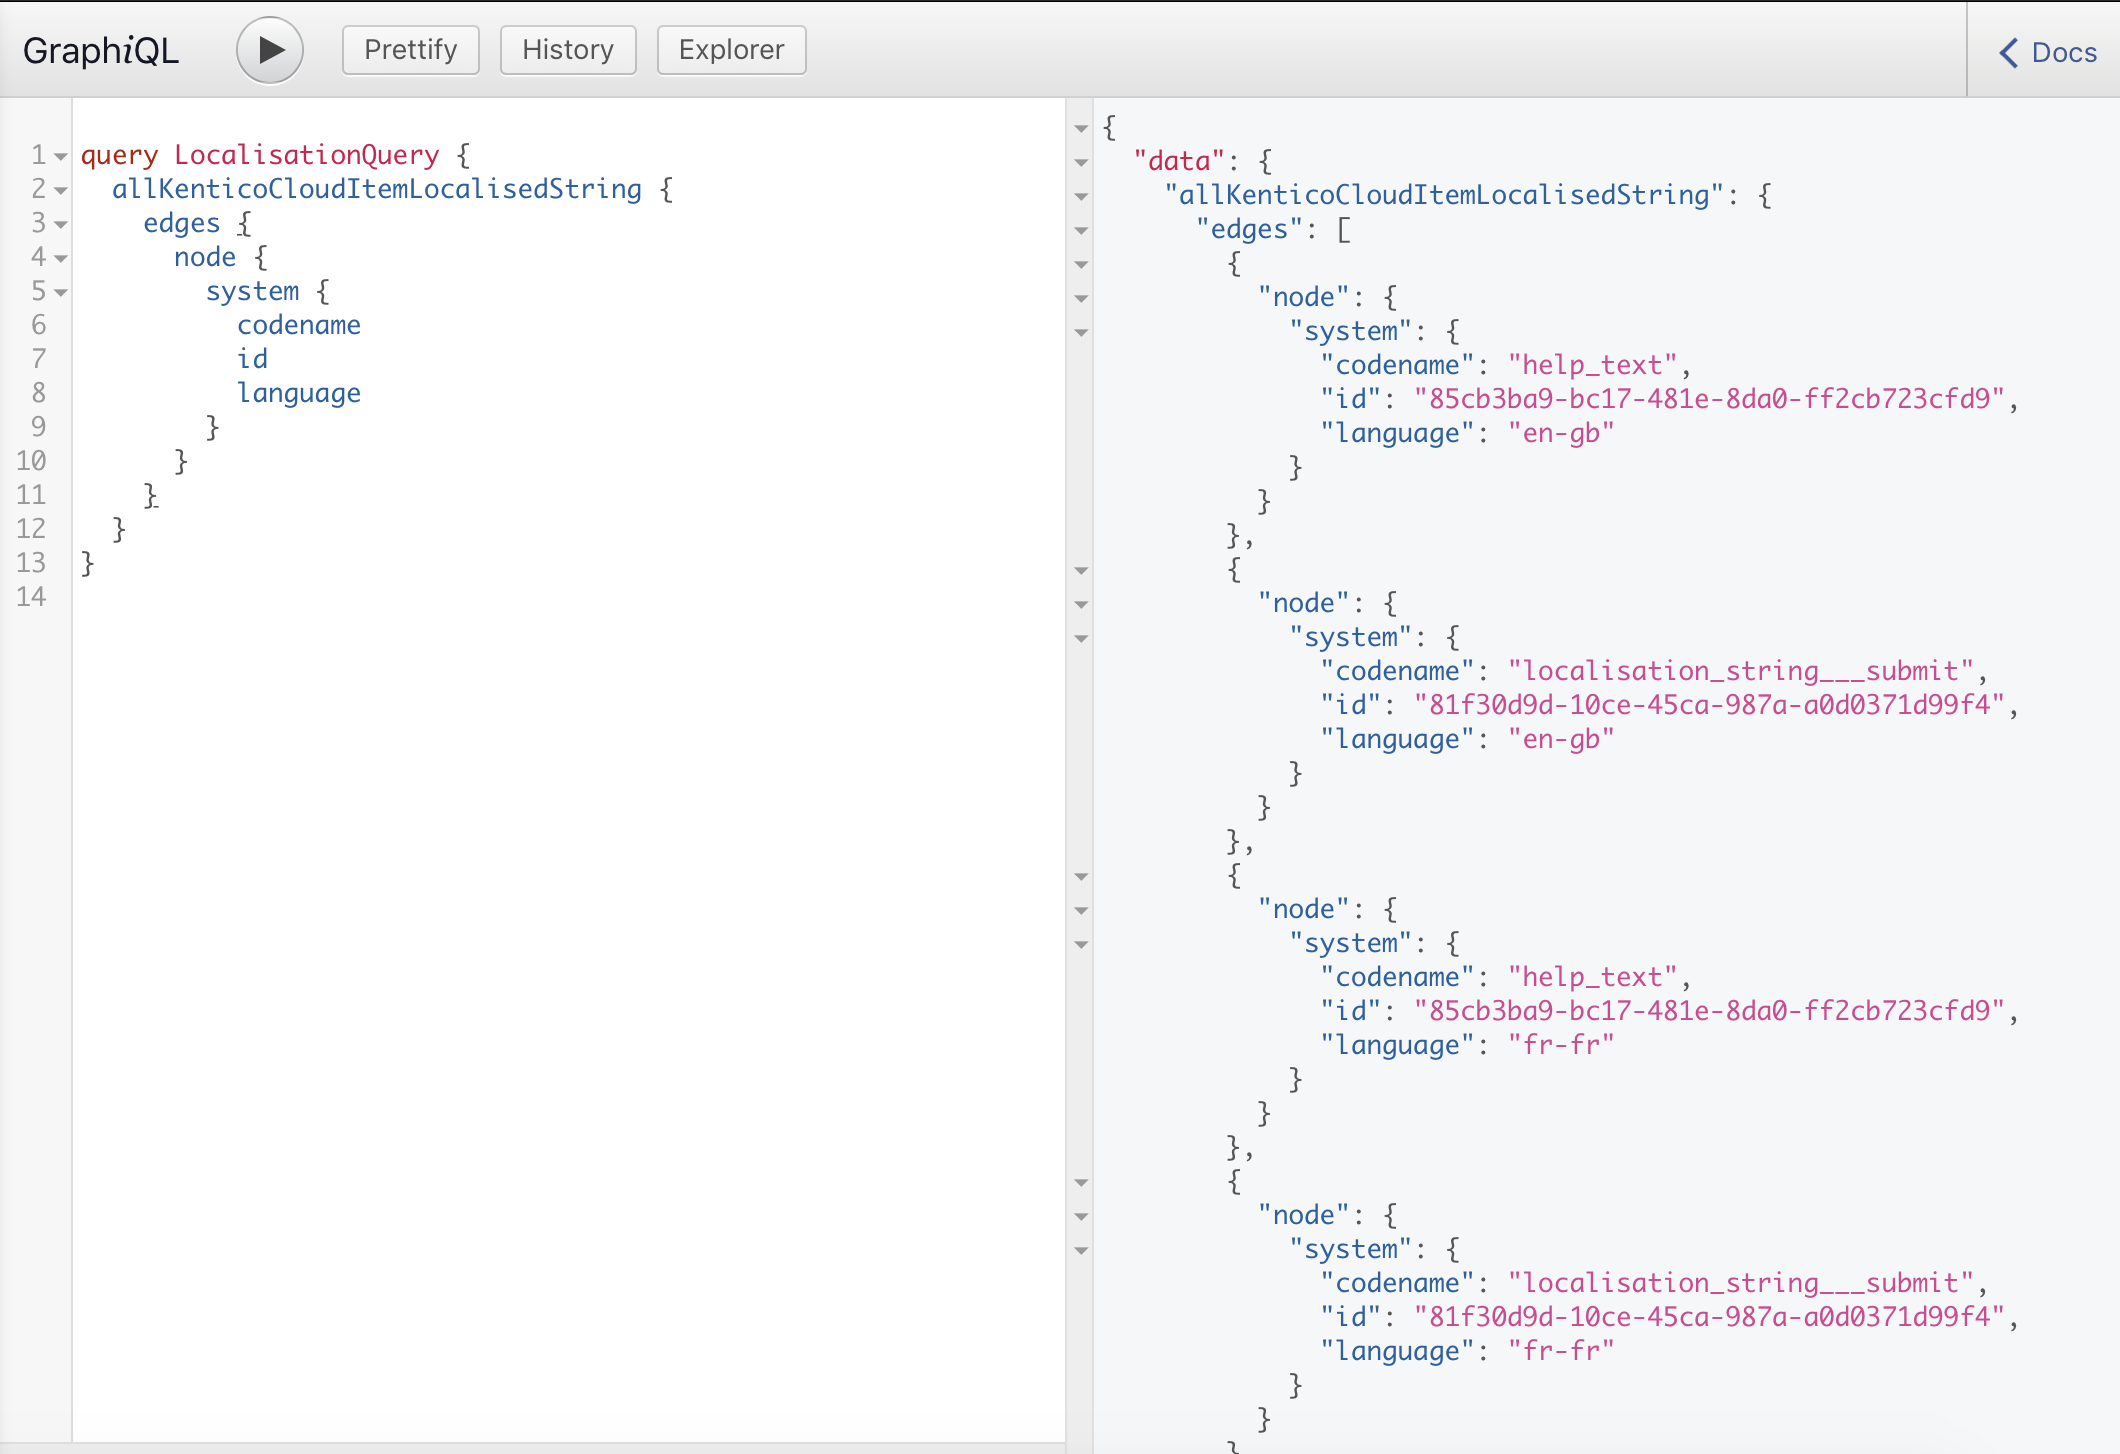 GraphiQL Prettify History Explorer Docs
1 query LocalisationQuery {
2 allKenticoCloudItemLocalisedString {
3 edges {
4 node {
5 system {
6 codename
7 id
8 language
9 }
10 }
11 }
12 }
13 }
14
{
"data": {
"allKenticoCloudItemLocalisedString": {
"edges": [
{
"node": {
"system": {
"codename": "help_text",
"id": "85cb3ba9-bc17-481e-8da0-ff2cb723cfd9",
"language": "en-gb"
}
}
},
{
"node": {
"system": {
"codename": "localisation_string___submit",
"id": "81f30d9d-10ce-45ca-987a-a0d0371d99f4",
"language": "en-gb"
}
}
},
{
"node": {
"system": {
"codename": "help_text",
"id": "85cb3ba9-bc17-481e-8da0-ff2cb723cfd9",
"language": "fr-fr"
}
}
},
{
"node": {
"system": {
"codename": "localisation_string___submit",
"id": "81f30d9d-10ce-45ca-987a-a0d0371d99f4",
"language": "fr-fr"
}
}
}